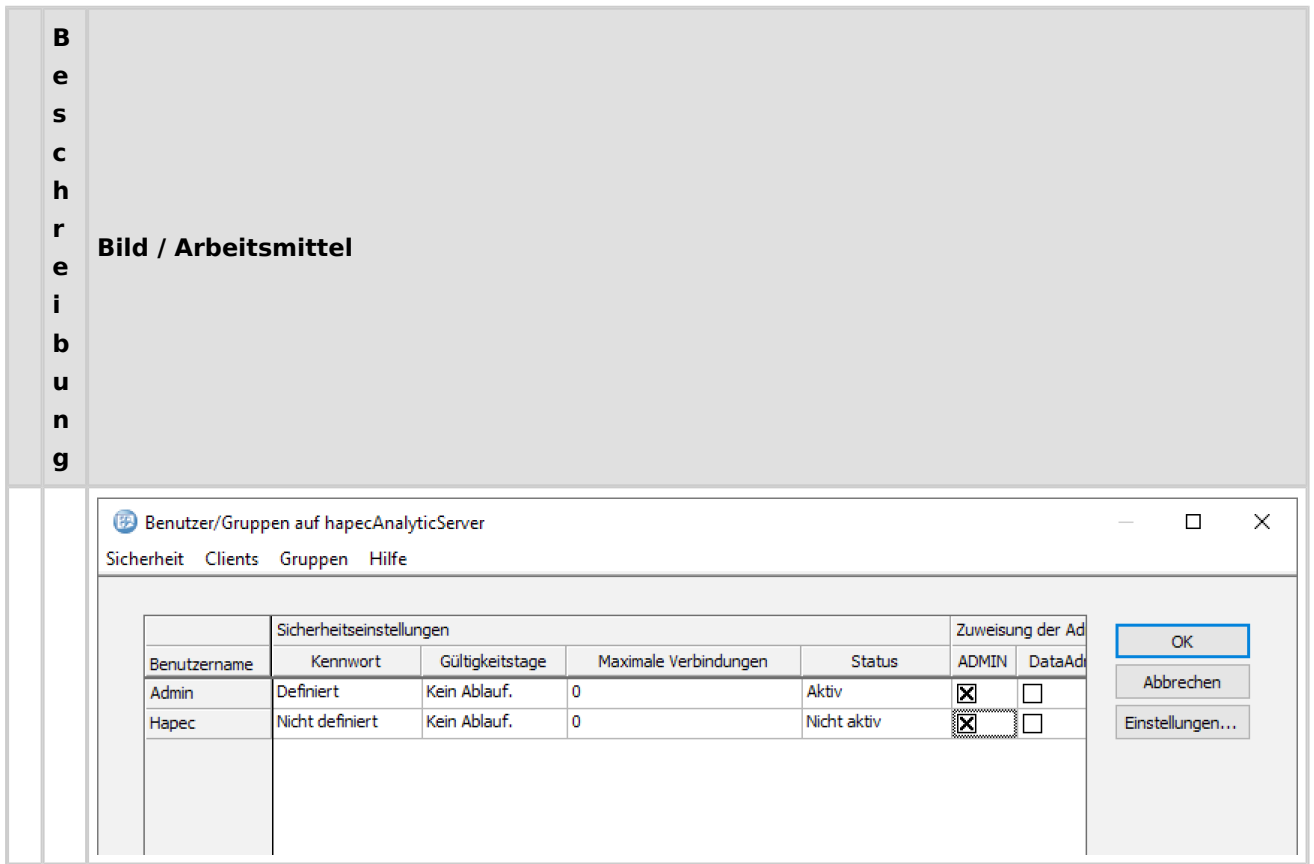 Beschreibung
Bild / Arbeitsmittel
Benutzer/Gruppen auf hapecAnalyticServer
Sicherheit Clients Gruppen Hilfe
Sicherheitseinstellungen Zuweisung der Ad
Benutzername Kennwort Gültigkeitstage Maximale Verbindungen Status ADMIN DataAd
Admin Definiert Kein Ablauf. 0 Aktiv
Hapec Nicht definiert Kein Ablauf. 0 Nicht aktiv
OK
Abbrechen
Einstellungen...